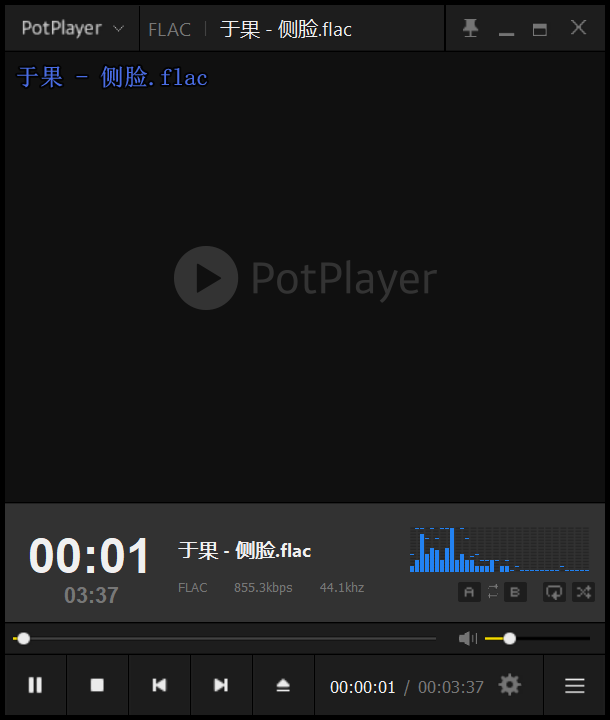 PotPlayer FLAC 于果 - 侧脸.flac
于果 - 侧脸.flac
PotPlayer
00:01
03:37
于果 - 侧脸.flac
FLAC 855.3kbps 44.1khz
A B
00:00:01 / 00:03:37